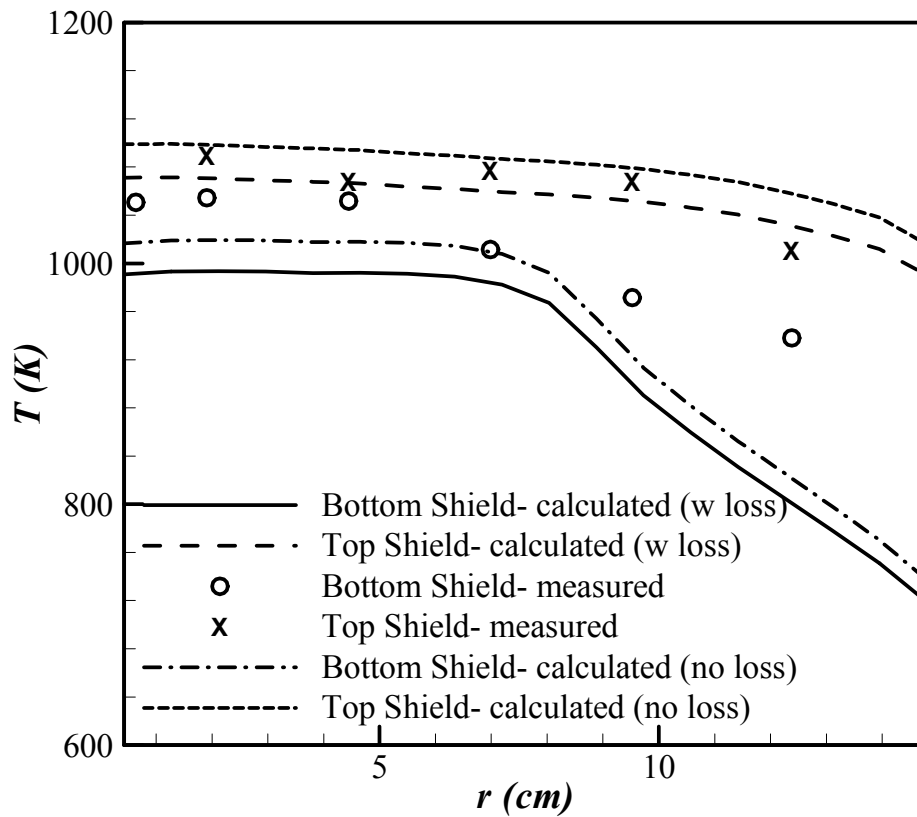 1200
1000
800
600
T (K)
Bottom Shield- calculated (w loss)
Top Shield- calculated (w loss)
Bottom Shield- measured
Top Shield- measured
Bottom Shield- calculated (no loss)
Top Shield- calculated (no loss)
5
10
r (cm)